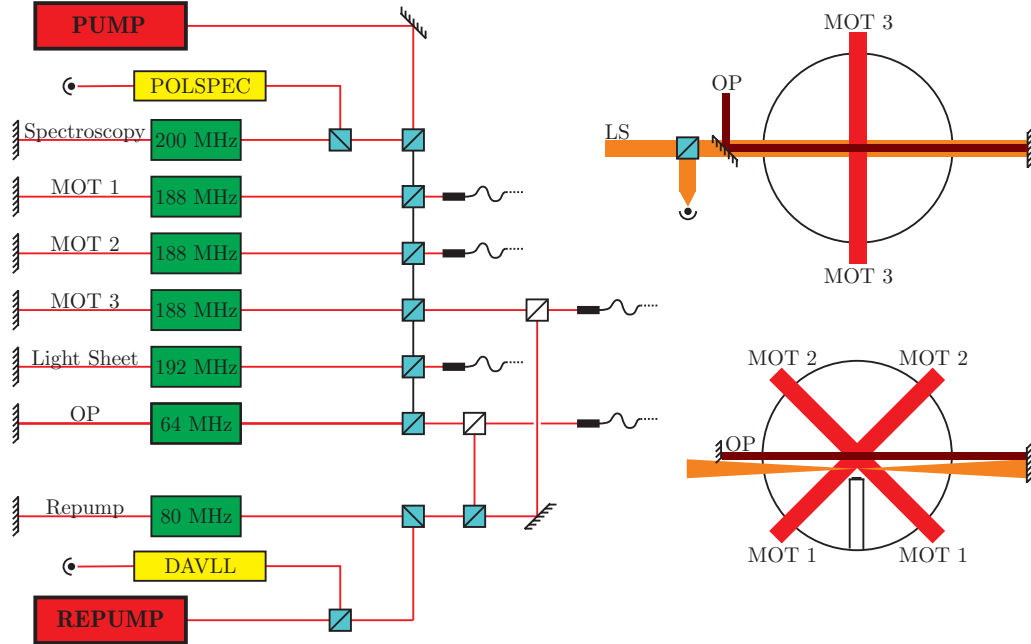 PUMP
POLSPEC
Spectroscopy
200 MHz
MOT 1
188 MHz
MOT 2
188 MHz
MOT 3
188 MHz
Light Sheet
192 MHz
OP
64 MHz
Repump
80 MHz
DAVLL
REPUMP
MOT 3
OP
LS
MOT 3
MOT 2
MOT 2
OP
MOT 1
MOT 1